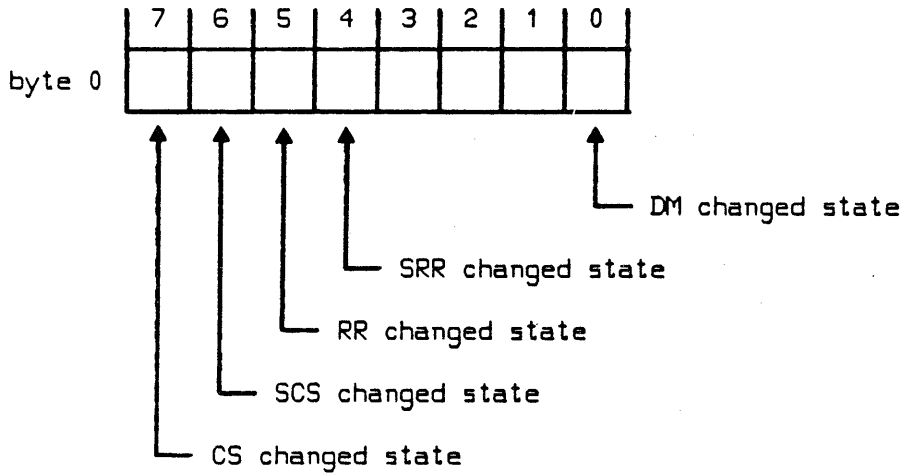 7 6 5 4 3 2 1 0
byte 0
DM changed state
SRR changed state
RR changed state
SCS changed state
CS changed state